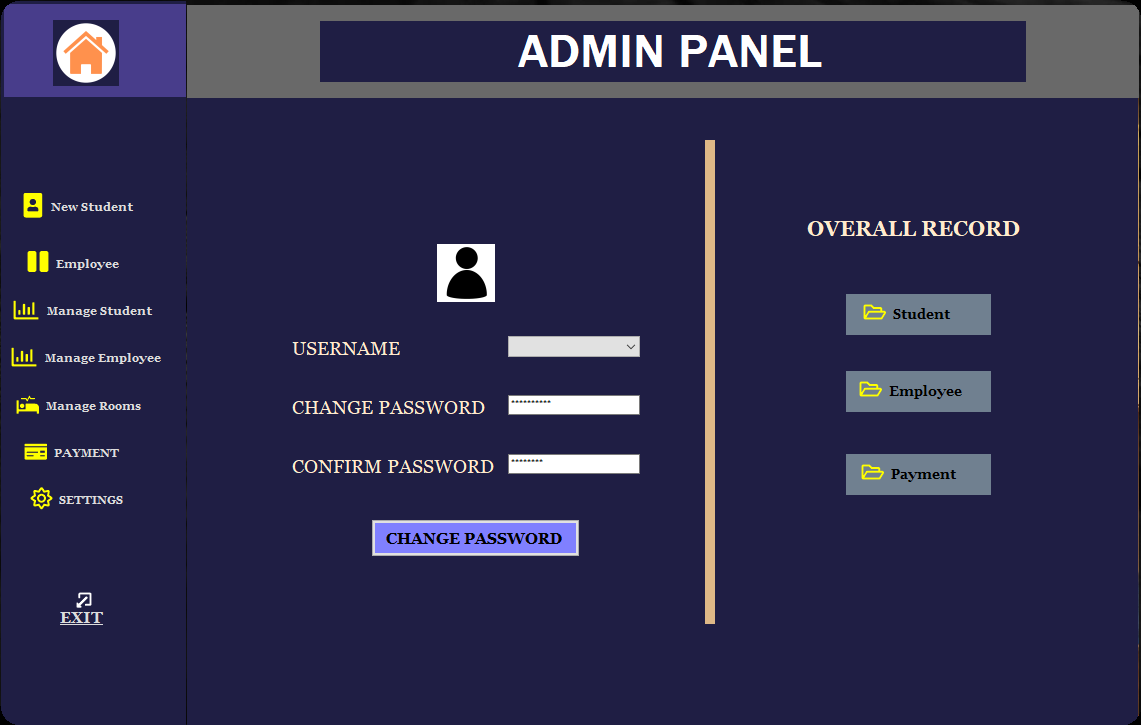 ADMIN PANEL
New Student
Employee
Manage Student
Manage Employee
Manage Rooms
PAYMENT
SETTINGS
EXIT
USERNAME
CHANGE PASSWORD
**********
CONFIRM PASSWORD
********
CHANGE PASSWORD
OVERALL RECORD
Student
Employee
Payment